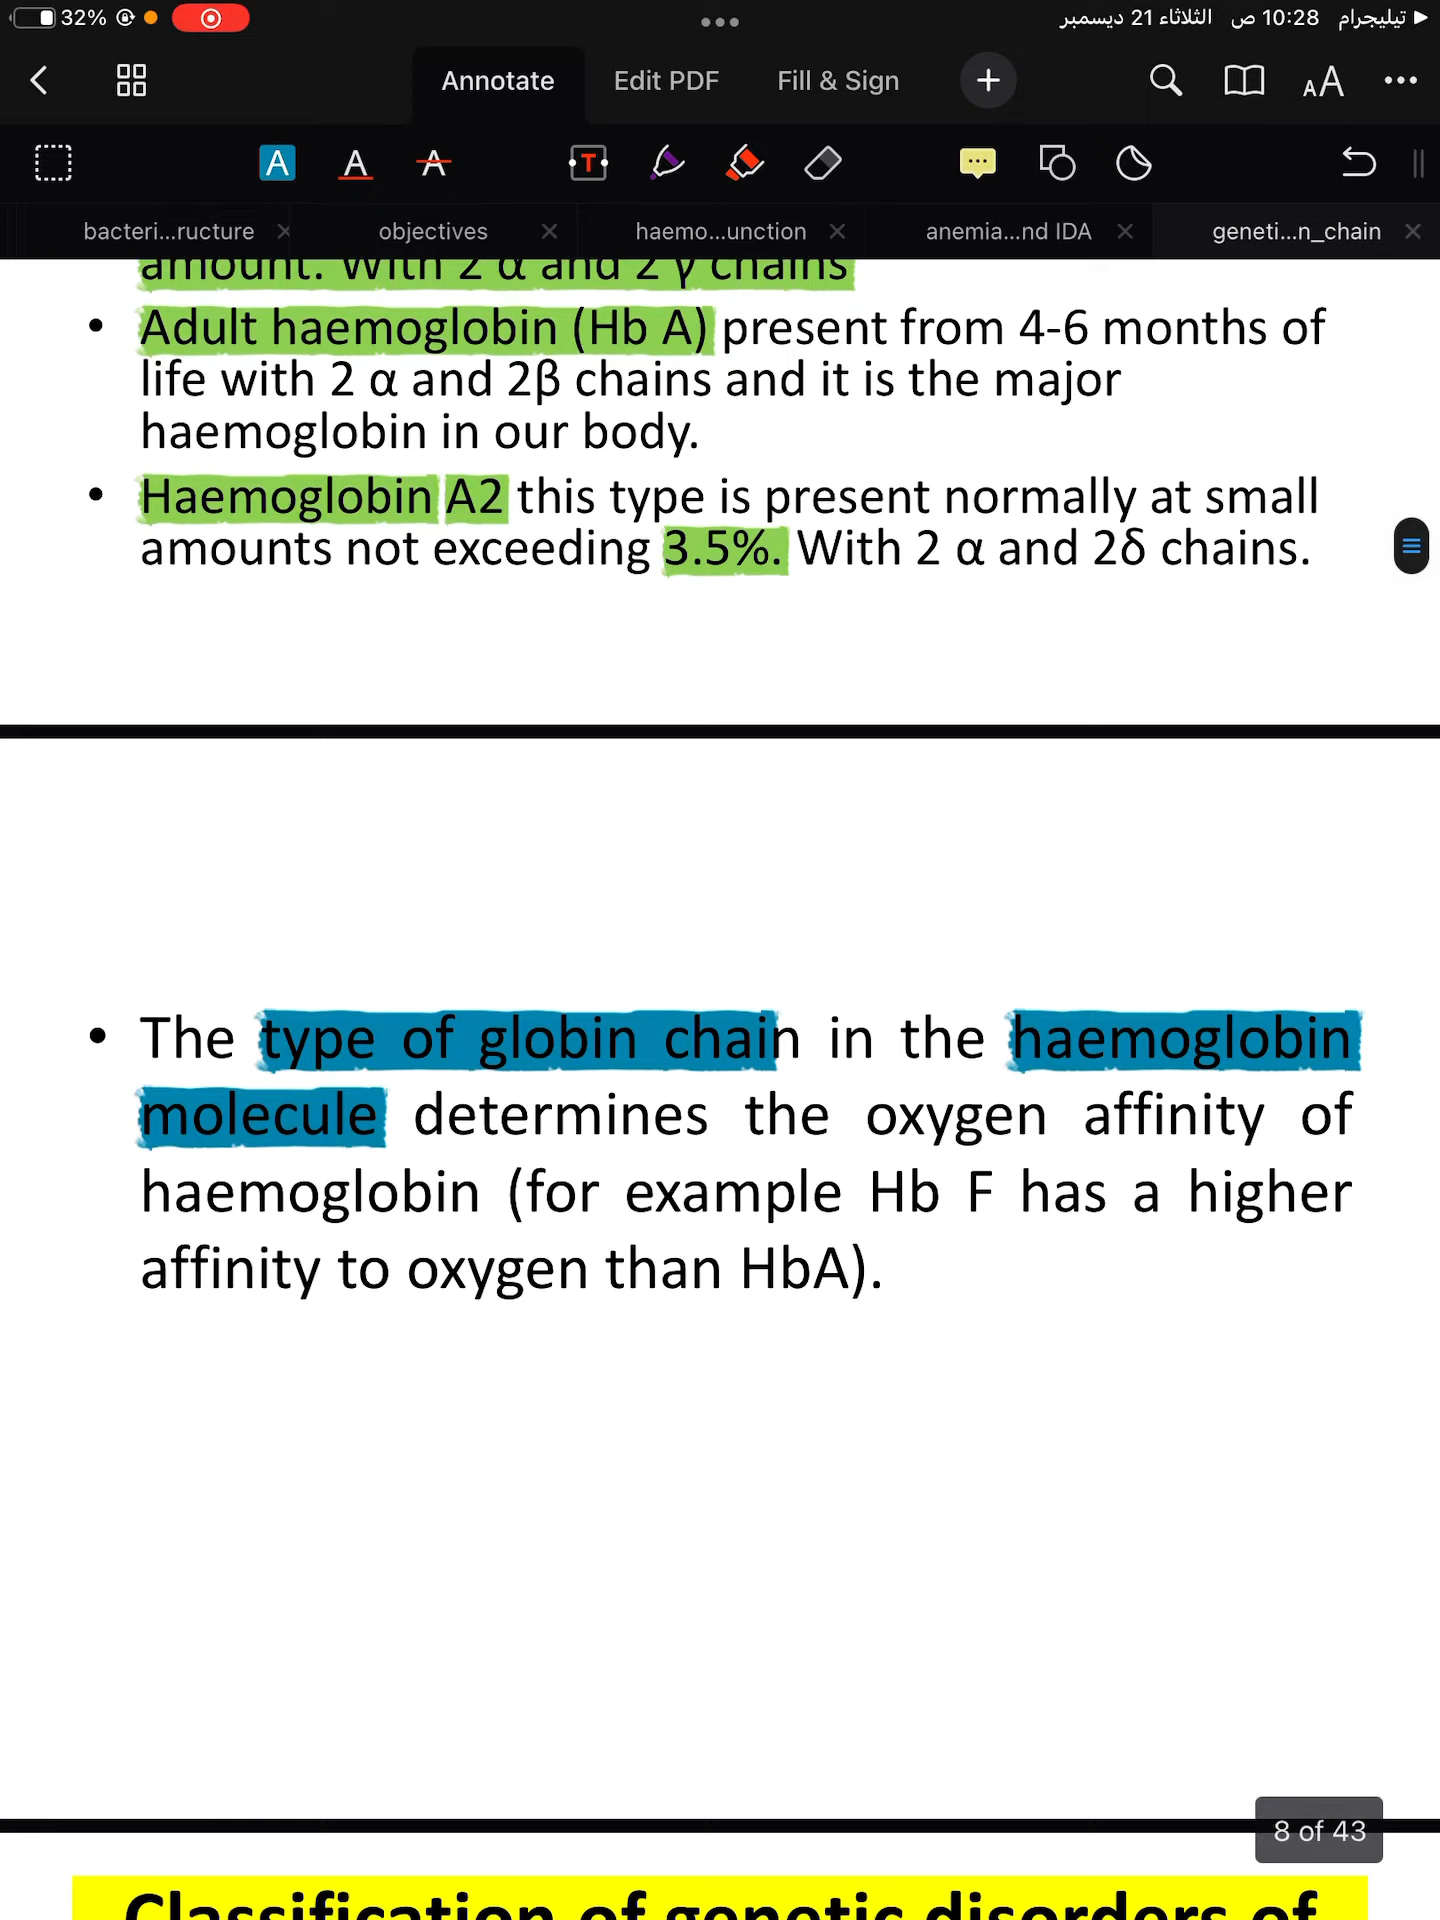 32% ص 10:28 الثلاثاء 21 ديسمبر تيليجرام
Annotate Edit PDF Fill & Sign
bacteri...ructure objectives haemo...unction anemia...nd IDA geneti...n_chain
amount. With 2 α and 2 γ chains
• Adult haemoglobin (Hb A) present from 4-6 months of
life with 2 α and 2β chains and it is the major
haemoglobin in our body.
• Haemoglobin A2 this type is present normally at small
amounts not exceeding 3.5%. With 2 α and 2δ chains.
• The type of globin chain in the haemoglobin
molecule determines the oxygen affinity of
haemoglobin (for example Hb F has a higher
affinity to oxygen than HbA).
8 of 43
Classification of genetic disorders of